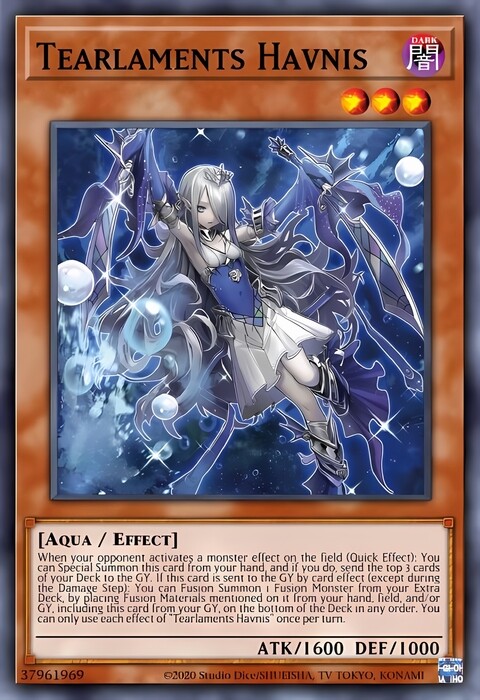 TEARLAMENTS HAVNIS
DARK
闇
[AQUA / EFFECT]
When your opponent activates a monster effect on the field (Quick Effect): You
can Special Summon this card from your hand, and if you do, send the top 3 cards
of your Deck to the GY. If this card is sent to the GY by card effect (except during
the Damage Step): You can Fusion Summon 1 Fusion Monster from your Extra
Deck, by placing Fusion Materials mentioned on it from your hand, field, and/or
GY, including this card from your GY, on the bottom of the Deck in any order. You
can only use each effect of "Tearlaments Havnis" once per turn.
ATK/1600 DEF/1000
37961969
©2020 Studio Dice/SHUEISHA, TV TOKYO, KONAMI